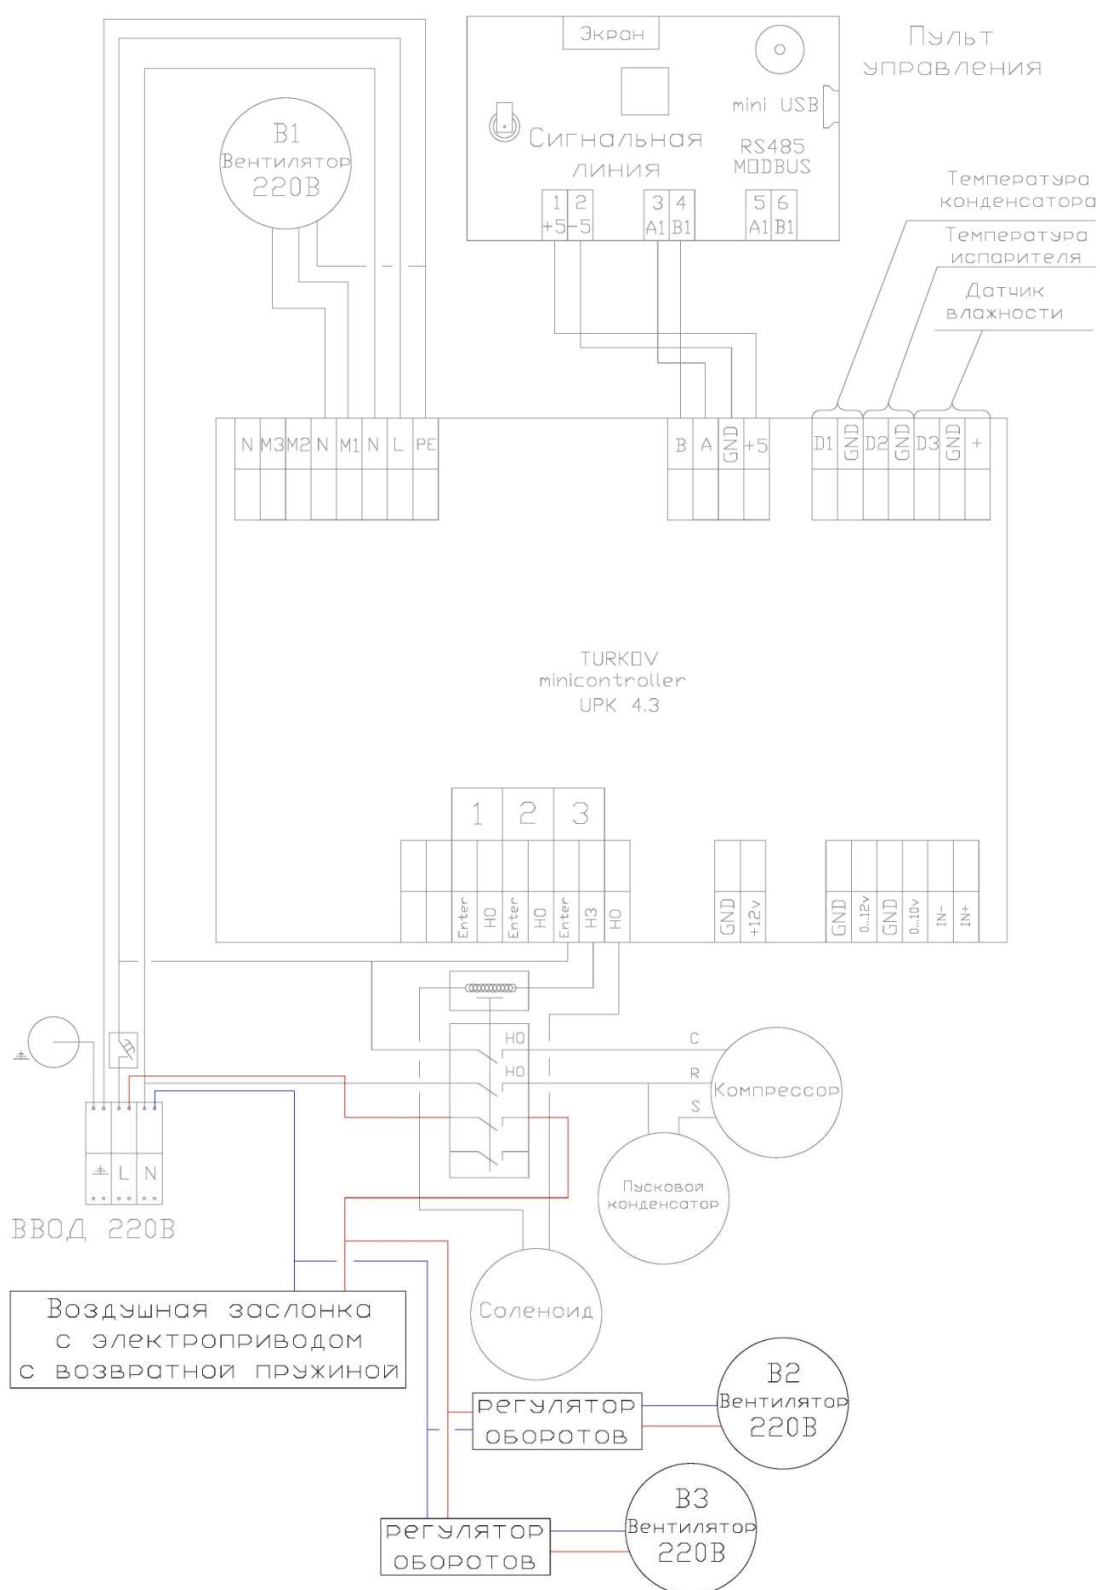 Экран
Пульт
управления
mini USB
Сигнальная
линия
RS485
MODBUS
1 2 3 4 5 6
+5 -5 A1 B1 A1 B1
В1
Вентилятор
220В
Температура
конденсатора
Температура
испарителя
Датчик
влажности
N M3 M2 N M1 N L PE
B A GND +5
D1 GND D2 GND D3 GND +
TURKOV
minicontroller
UPK 4.3
1 2 3
Enter НО Enter НО Enter Н3 НО
GND +12v
GND 0...12v GND 0...10v IN- IN+
НО
НО
C
R
S
Компрессор
Пусковой
конденсатор
L N
ВВОД 220В
Соленоид
Воздушная заслонка
с электроприводом
с возвратной пружиной
регулятор
оборотов
В2
Вентилятор
220В
регулятор
оборотов
В3
Вентилятор
220В